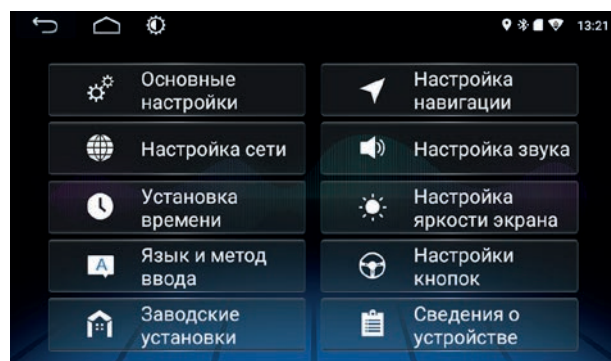 13:21
Основные
настройки
Настройка
навигации
Настройка сети
Настройка звука
Установка
времени
Настройка
яркости экрана
Язык и метод
ввода
Настройки
кнопок
Заводские
установки
Сведения о
устройстве